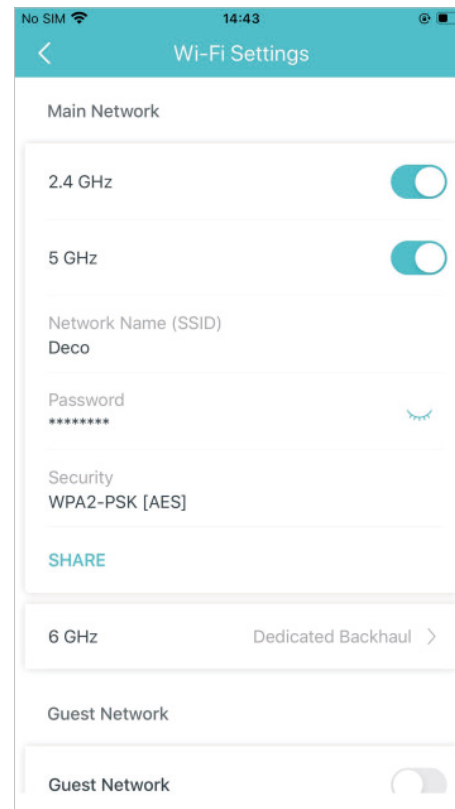 No SIM 14:43
Wi-Fi Settings
Main Network
2.4 GHz
5 GHz
Network Name (SSID)
Deco
Password
********
Security
WPA2-PSK [AES]
SHARE
6 GHz Dedicated Backhaul
Guest Network
Guest Network